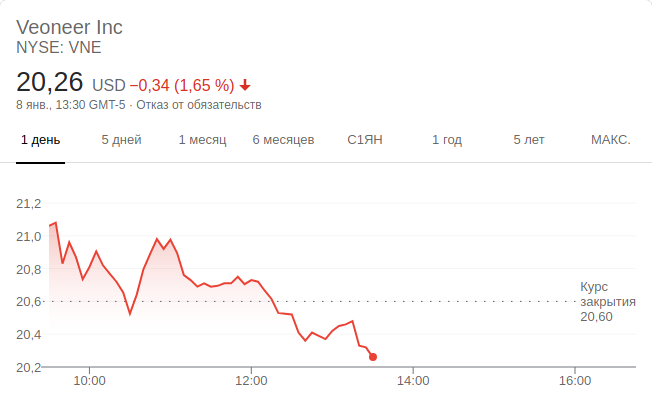 Veoneer Inc
NYSE: VNE
20,26 USD −0,34 (1,65 %)
8 янв., 13:30 GMT-5 · Отказ от обязательств
1 день 5 дней 1 месяц 6 месяцев С1ЯН 1 год 5 лет МАКС.
21,2
21,0
20,8
20,6
20,4
20,2
Курс
закрытия
20,60
10:00 12:00 14:00 16:00